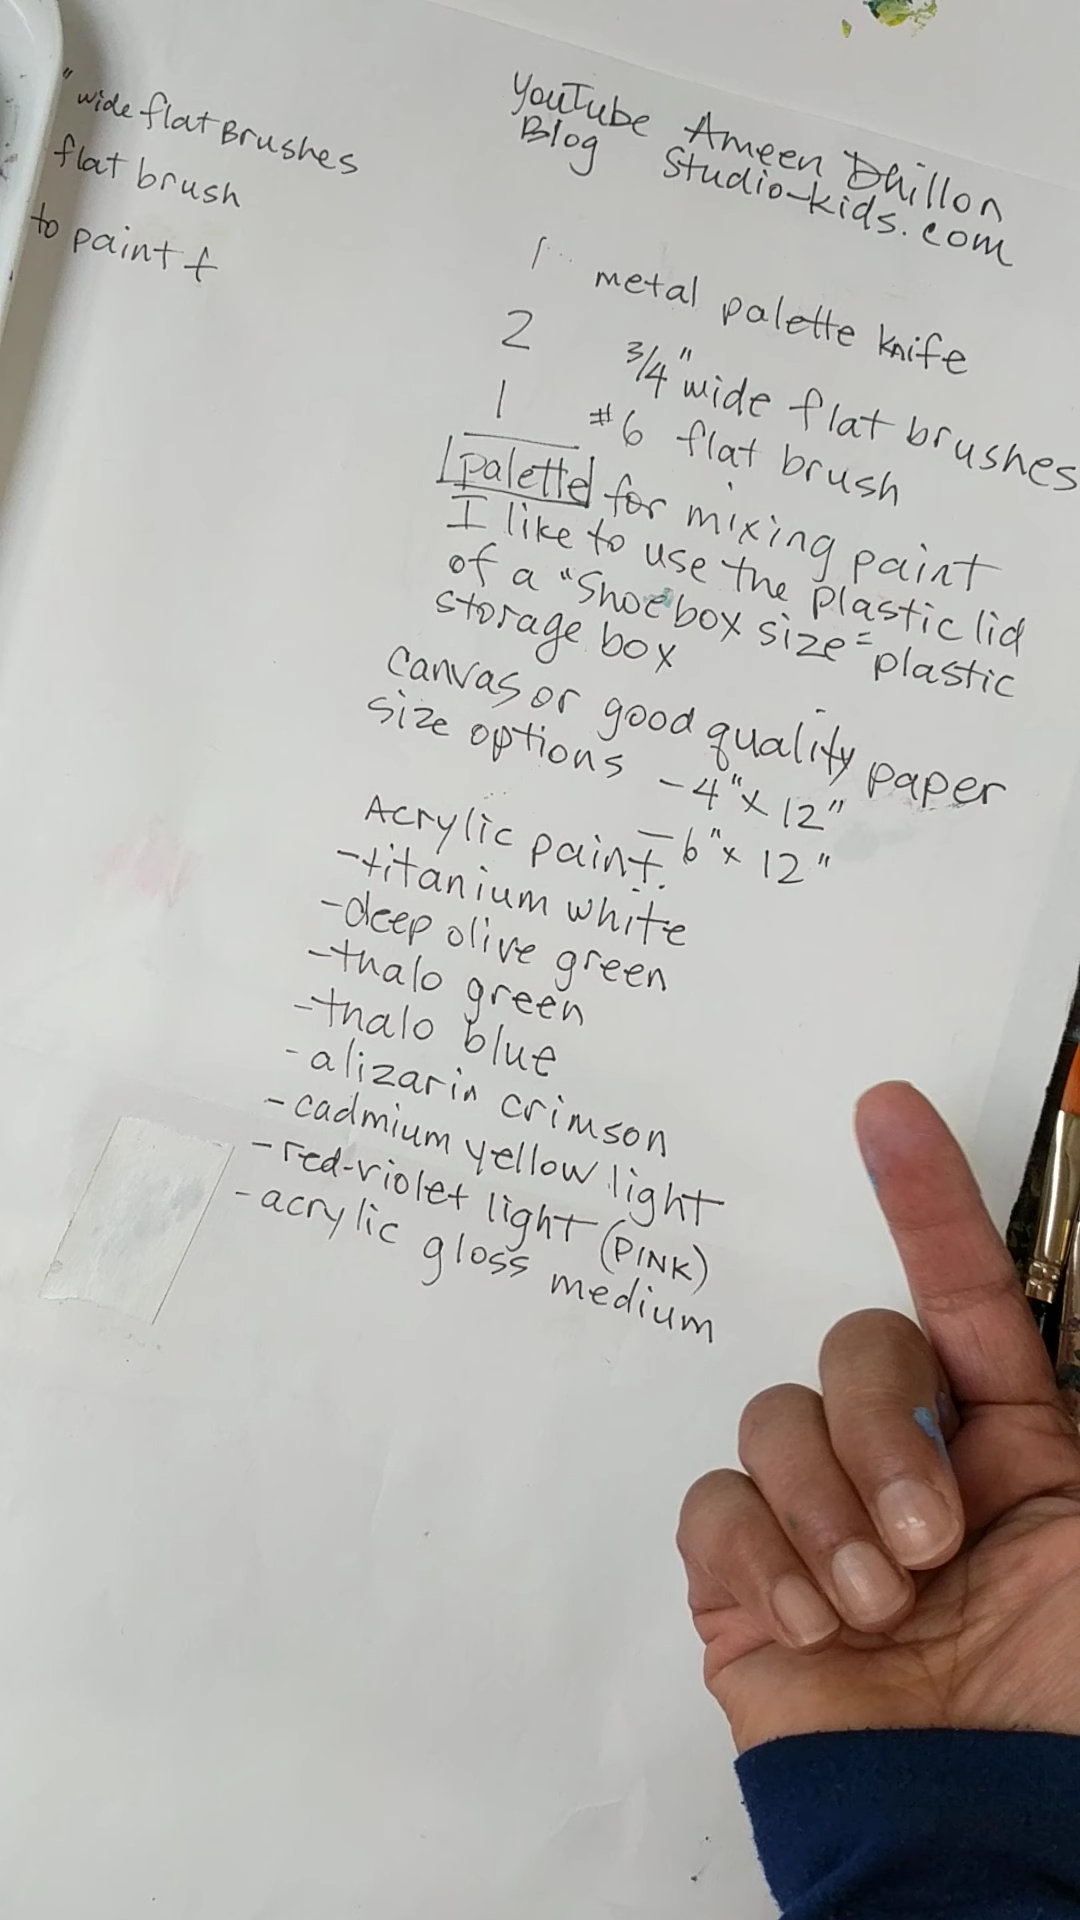 " wide flat Brushes
flat brush
to paint f
YouTube Ameen Dhillon
Blog Studio-kids.com
1 metal palette knife
2 3/4" wide flat brushes
1 #6 flat brush
1 palette for mixing paint
I like to use the plastic lid
of a "Shoebox size" plastic
storage box
canvas or good quality paper
size options -4" x 12"
-6" x 12"
Acrylic paint
-titanium white
-deep olive green
-thalo green
-thalo blue
-alizarin crimson
-cadmium yellow light
-red-violet light (PINK)
-acrylic gloss medium